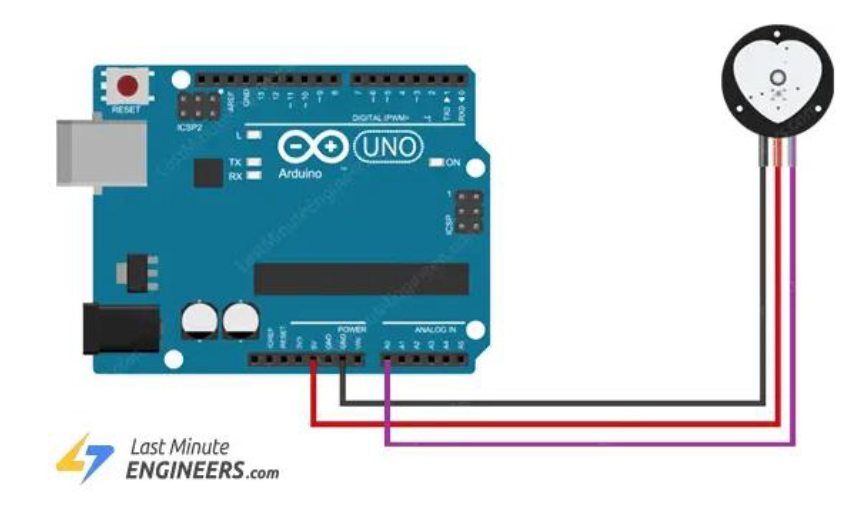 RESET
ICSP2
AREF
GND
13
12
~11
~10
~9
8
7
~6
~5
4
~3
2
TX0 ▶ 1
RX0 ◀ 0
DIGITAL (PWM~)
L
TX
RX
UNO
Arduino
ON
1
ICSP
IOREF
RESET
3V3
5V
GND
GND
VIN
POWER
ANALOG IN
A0
A1
A2
A3
A4
A5
Last Minute
ENGINEERS.com